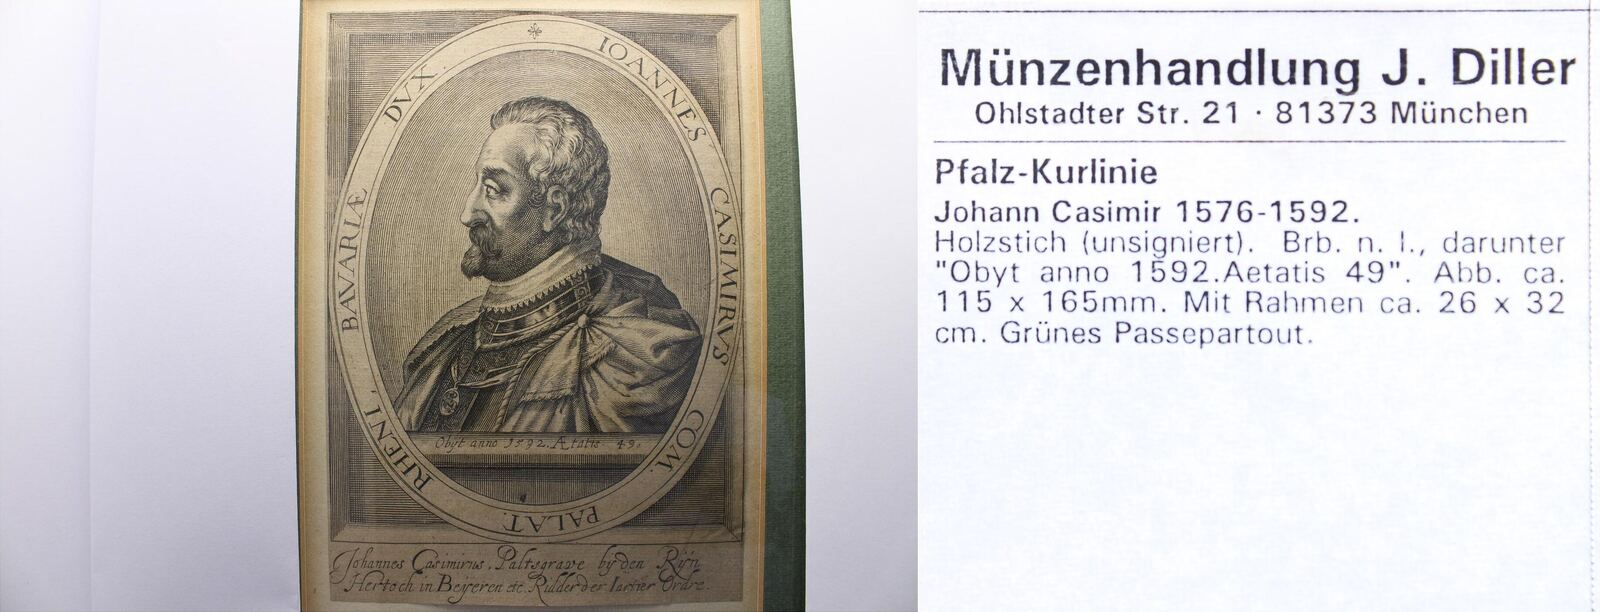 IOANNES CASIMIRVS COM. PALAT. RHENI, BAVARIÆ DVX.
Obyt anno 1592. Ætatis 49.
Johannes Casimirus, Paltsgrave bij den Rijn,
Hertoch in Beijeren etc. Ridder der Iartier Ordre.
Münzenhandlung J. Diller
Ohlstadter Str. 21 · 81373 München
Pfalz-Kurlinie
Johann Casimir 1576-1592.
Holzstich (unsigniert). Brb. n. l., darunter
"Obyt anno 1592.Aetatis 49". Abb. ca.
115 x 165mm. Mit Rahmen ca. 26 x 32
cm. Grünes Passepartout.